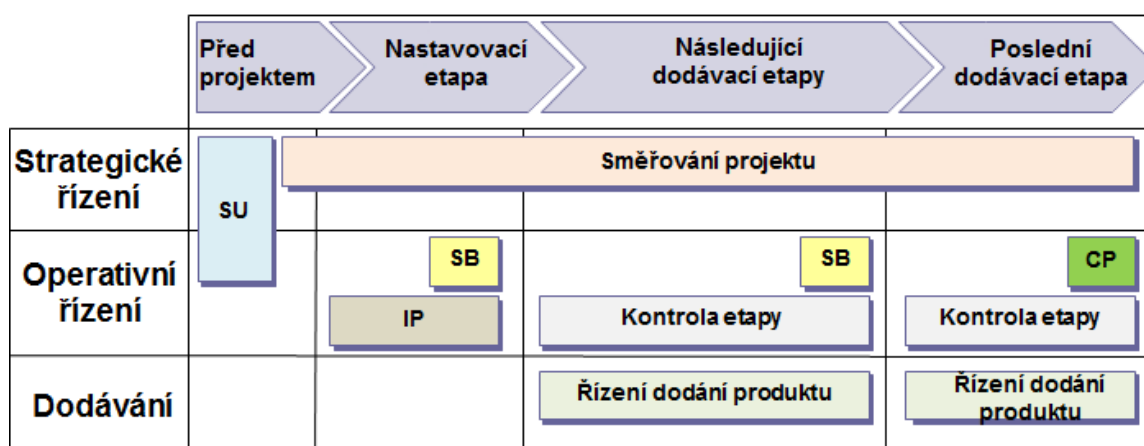 Před
projektem
Nastavovací
etapa
Následující
dodávací etapy
Poslední
dodávací etapa
Strategické
řízení
SU
Směřování projektu
Operativní
řízení
SB
SB
CP
IP
Kontrola etapy
Kontrola etapy
Dodávání
Řízení dodání produktu
Řízení dodání
produktu